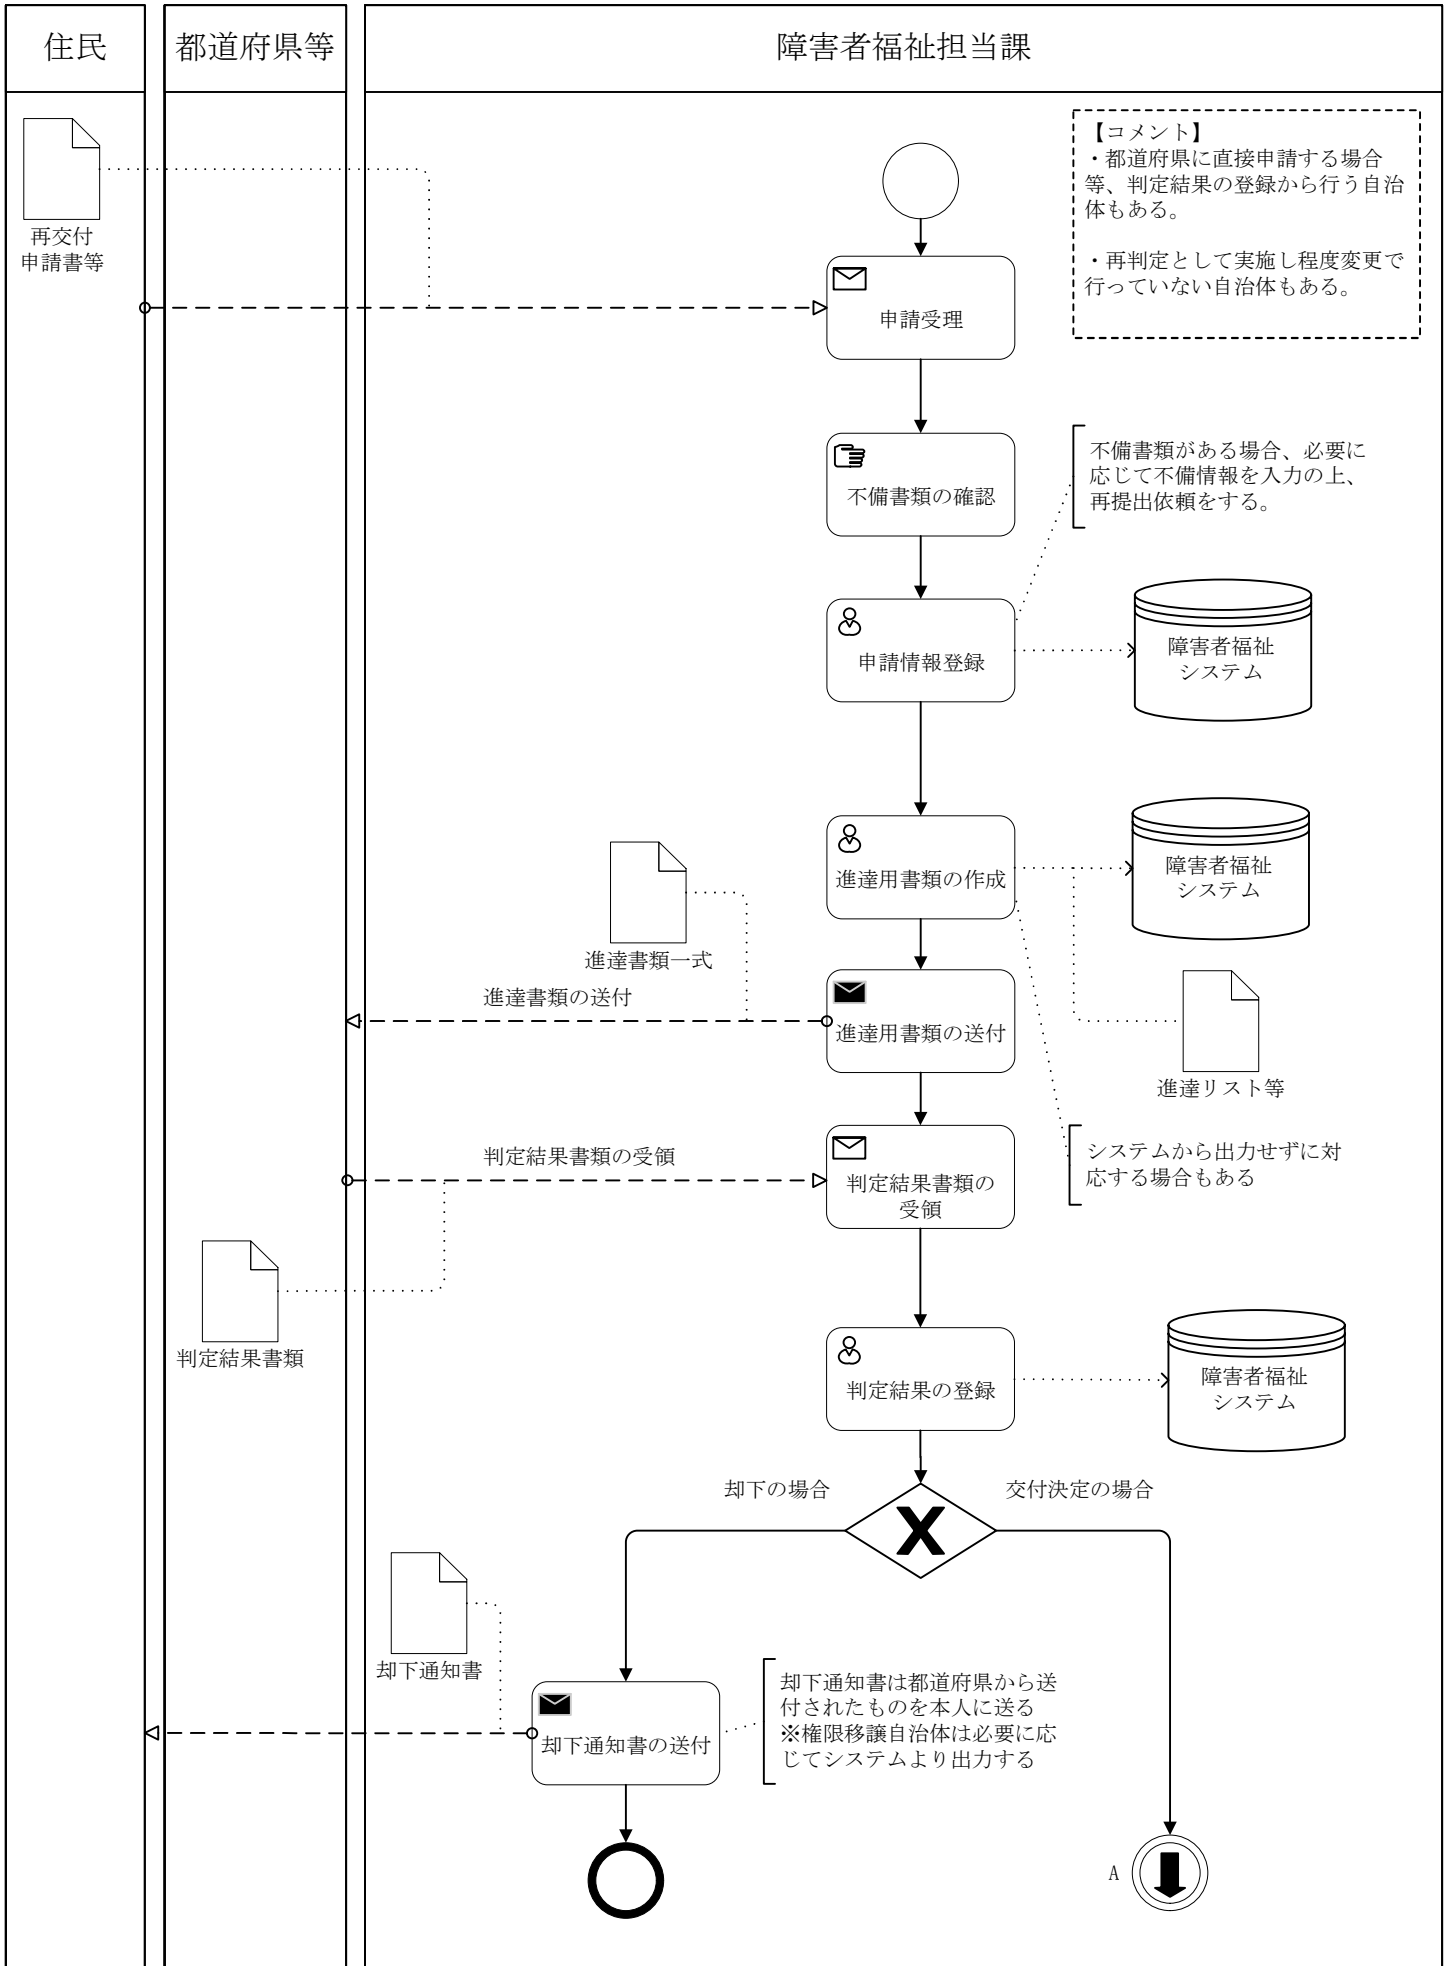 住民
都道府県等
障害者福祉担当課
【コメント】
・都道府県に直接申請する場合
等、判定結果の登録から行う自治
体もある。
・再判定として実施し程度変更で
行っていない自治体もある。
再交付
申請書等
申請受理
不備書類の確認
不備書類がある場合、必要に
応じて不備情報を入力の上、
再提出依頼をする。
申請情報登録
障害者福祉
システム
進達用書類の作成
障害者福祉
システム
進達書類一式
進達書類の送付
進達用書類の送付
進達リスト等
判定結果書類の受領
判定結果書類の
受領
システムから出力せずに対
応する場合もある
判定結果書類
判定結果の登録
障害者福祉
システム
却下の場合
交付決定の場合
却下通知書
却下通知書の送付
却下通知書は都道府県から送
付されたものを本人に送る
※権限移譲自治体は必要に応
じてシステムより出力する
A